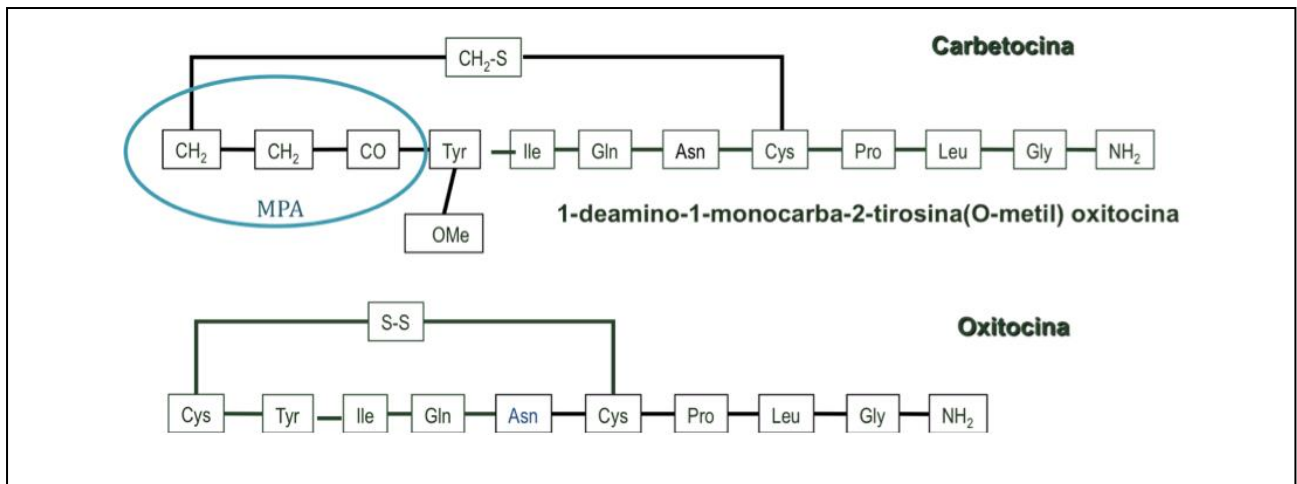 Carbetocina
CH₂-S
CH₂ CH₂ CO Tyr Ile Gln Asn Cys Pro Leu Gly NH₂
MPA
1-deamino-1-monocarba-2-tirosina(O-metil) oxitocina
OMe
S-S
Oxitocina
Cys Tyr Ile Gln Asn Cys Pro Leu Gly NH₂